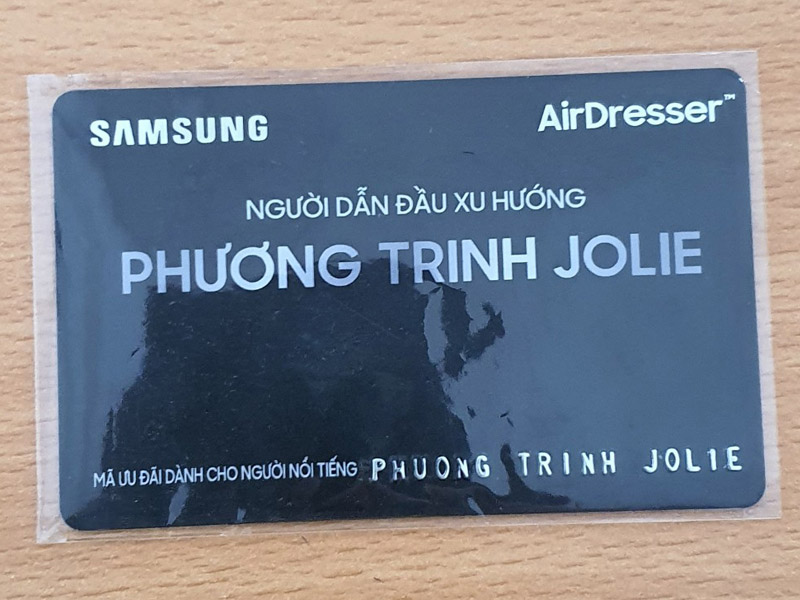 SAMSUNG
AirDresser™
NGƯỜI DẪN ĐẦU XU HƯỚNG
PHƯƠNG TRINH JOLIE
MÃ ƯU ĐÃI DÀNH CHO NGƯỜI NỔI TIẾNG PHUONG TRINH JOLIE